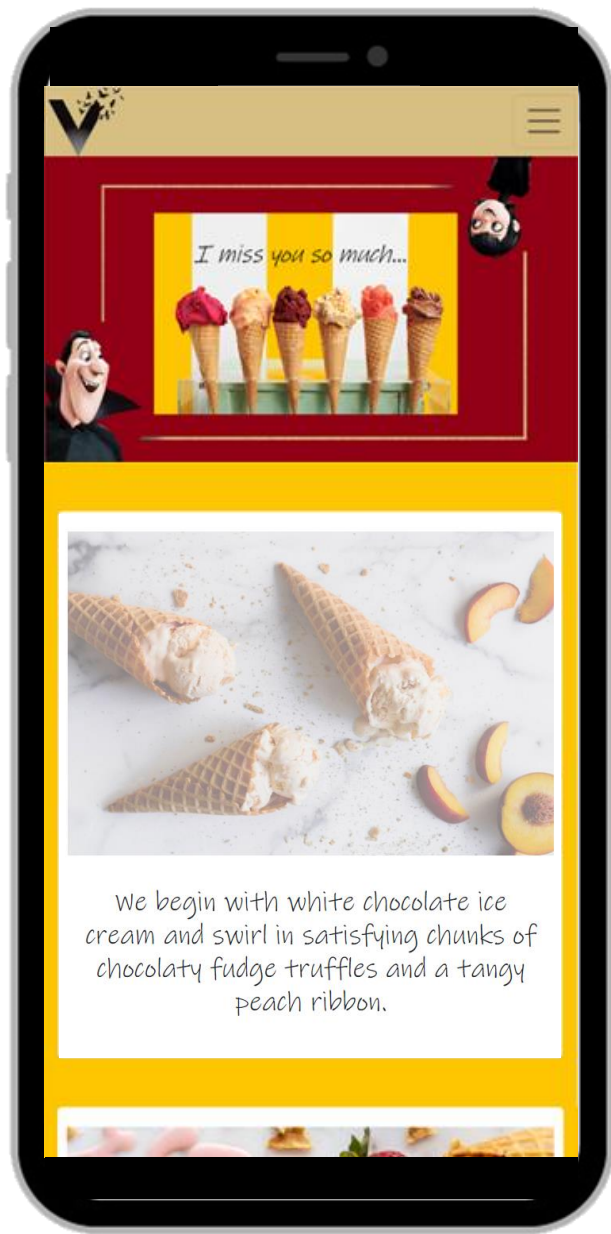 V
I miss you so much...
We begin with white chocolate ice
cream and swirl in satisfying chunks of
chocolaty fudge truffles and a tangy
peach ribbon.